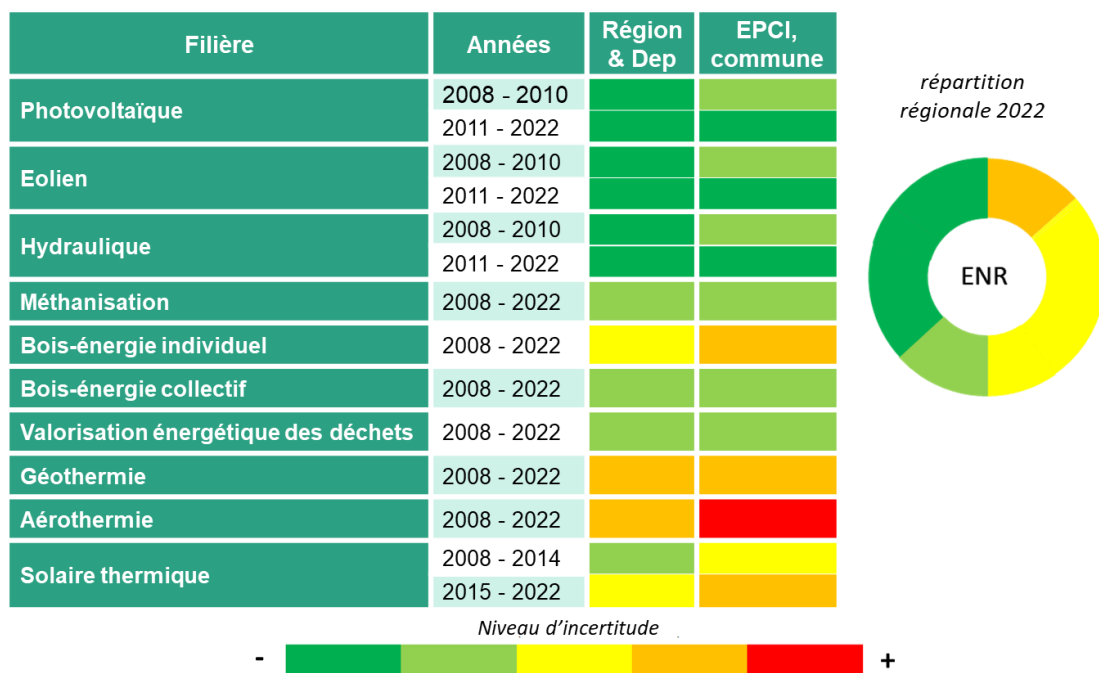 Filière
Années
Région
& Dep
EPCI,
commune
Photovoltaïque
2008 - 2010
2011 - 2022
Eolien
2008 - 2010
2011 - 2022
Hydraulique
2008 - 2010
2011 - 2022
Méthanisation
2008 - 2022
Bois-énergie individuel
2008 - 2022
Bois-énergie collectif
2008 - 2022
Valorisation énergétique des déchets
2008 - 2022
Géothermie
2008 - 2022
Aérothermie
2008 - 2022
Solaire thermique
2008 - 2014
2015 - 2022
répartition
régionale 2022
ENR
Niveau d'incertitude
-
+